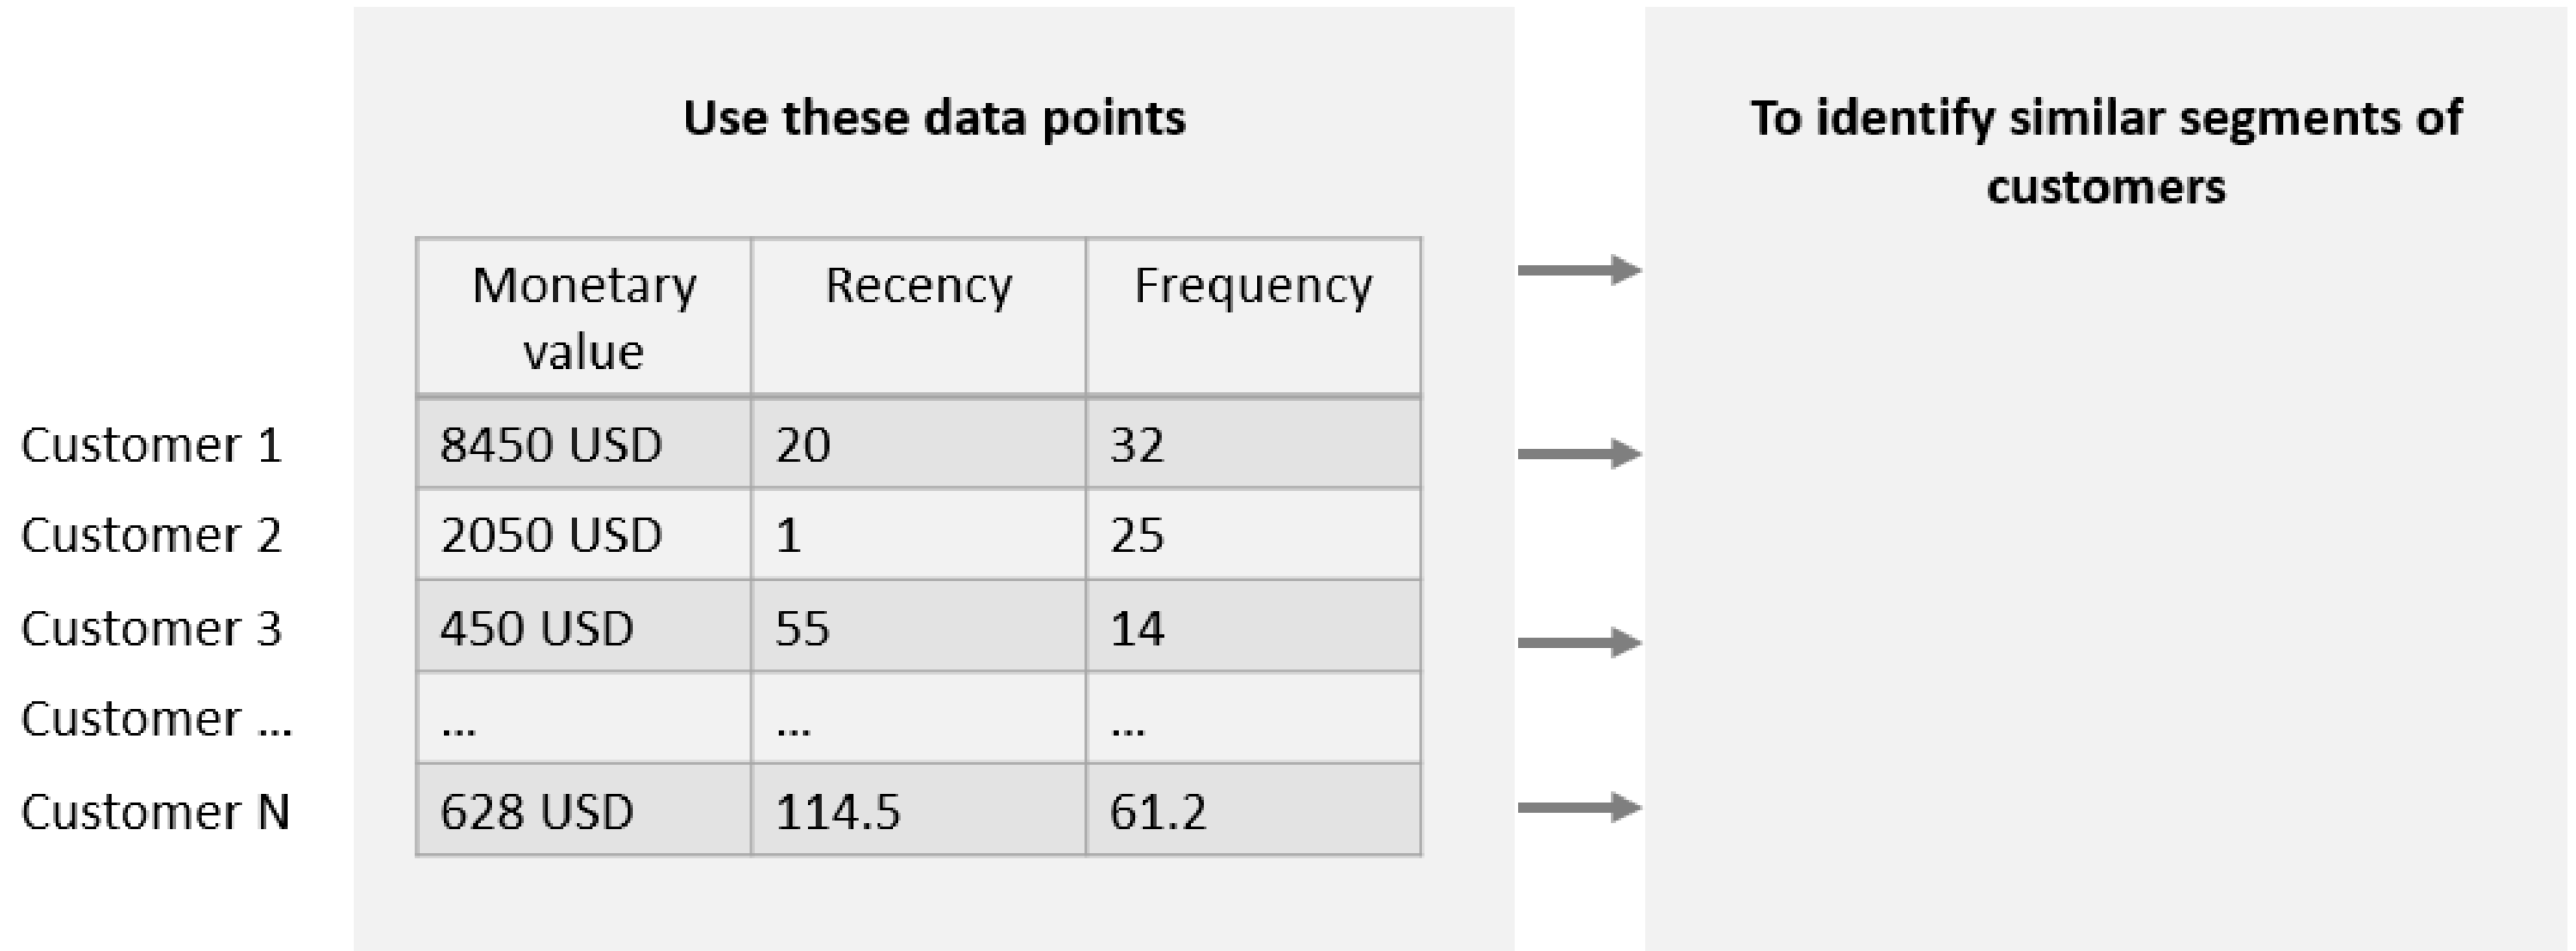 Use these data points
To identify similar segments of
customers
Monetary
value
Recency
Frequency
Customer 1 8450 USD 20 32
Customer 2 2050 USD 1 25
Customer 3 450 USD 55 14
Customer ... ... ... ...
Customer N 628 USD 114.5 61.2